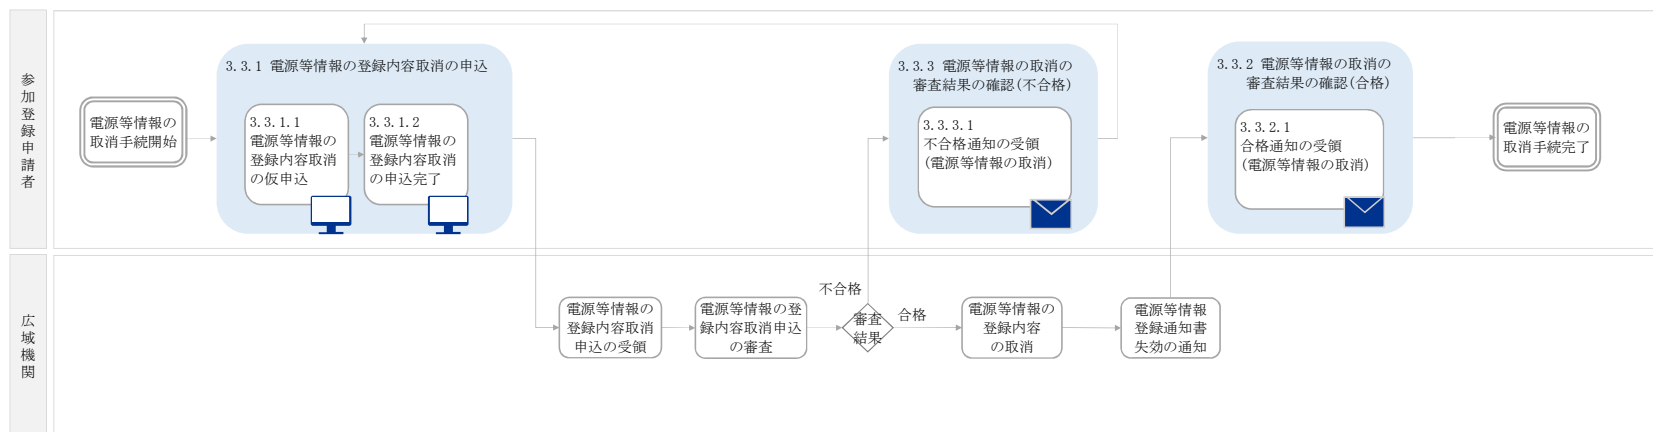 参加登録申請者
電源等情報の
取消手続開始
3.3.1 電源等情報の登録内容取消の申込
3.3.1.1
電源等情報の
登録内容取消
の仮申込
3.3.1.2
電源等情報の
登録内容取消
の申込完了
3.3.3 電源等情報の取消の
審査結果の確認(不合格)
3.3.3.1
不合格通知の受領
(電源等情報の取消)
3.3.2 電源等情報の取消の
審査結果の確認(合格)
3.3.2.1
合格通知の受領
(電源等情報の取消)
電源等情報の
取消手続完了
広域機関
電源等情報の
登録内容取消
申込の受領
電源等情報の登
録内容取消申込
の審査
不合格
審査
結果
合格
電源等情報の
登録内容
の取消
電源等情報
登録通知書
失効の通知